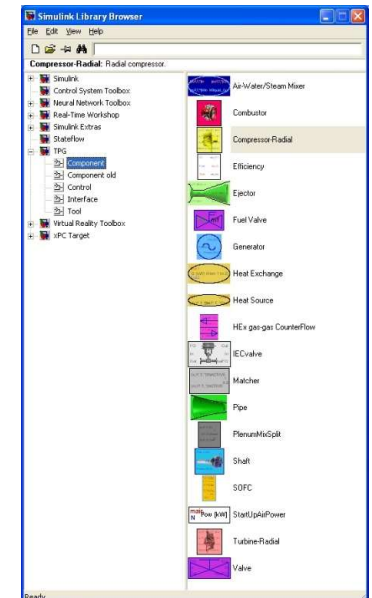 Simulink Library Browser
File Edit View Help
Compressor-Radial: Radial compressor.
Simulink
Control System Toolbox
Neural Network Toolbox
Real-Time Workshop
Simulink Extras
Stateflow
TPG
Component
Component old
Control
Interface
Tool
Virtual Reality Toolbox
xPC Target
Air-Water/Steam Mixer
Combustor
Compressor-Radial
Efficiency
Ejector
Fuel Valve
Generator
Heat Exchange
Heat Source
HEx gas-gas CounterFlow
IECvalve
Matcher
Pipe
PlenumMixSplit
Shaft
SOFC
N Pow [kW] StartUpAirPower
Turbine-Radial
Valve
Ready